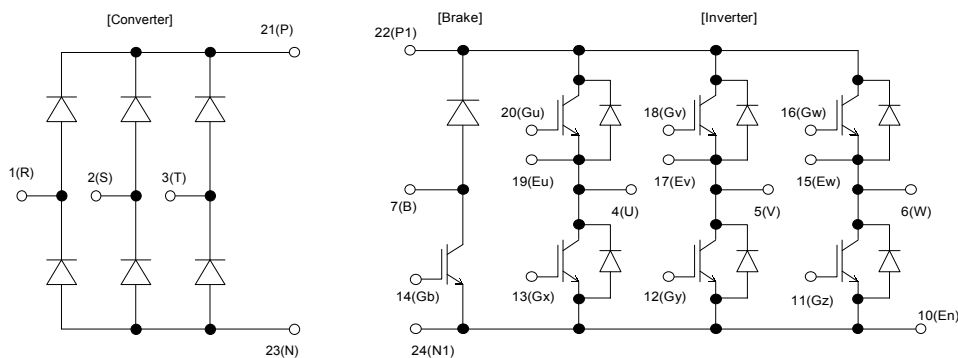 [Converter]
[Brake]
[Inverter]
21(P)
22(P1)
20(Gu)
18(Gv)
16(Gw)
1(R)
2(S)
3(T)
19(Eu)
17(Ev)
15(Ew)
7(B)
4(U)
5(V)
6(W)
14(Gb)
13(Gx)
12(Gy)
11(Gz)
10(En)
23(N)
24(N1)